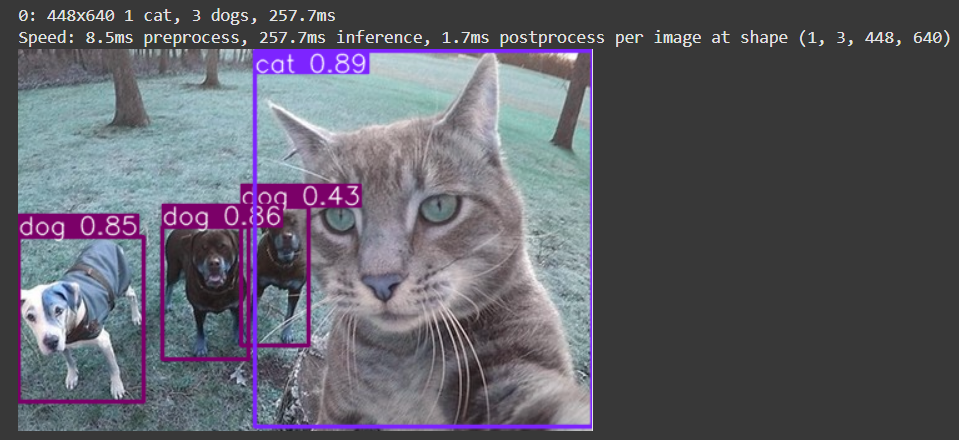 0: 448x640 1 cat, 3 dogs, 257.7ms
Speed: 8.5ms preprocess, 257.7ms inference, 1.7ms postprocess per image at shape (1, 3, 448, 640)
cat 0.89
dog 0.43
dog 0.86
dog 0.85